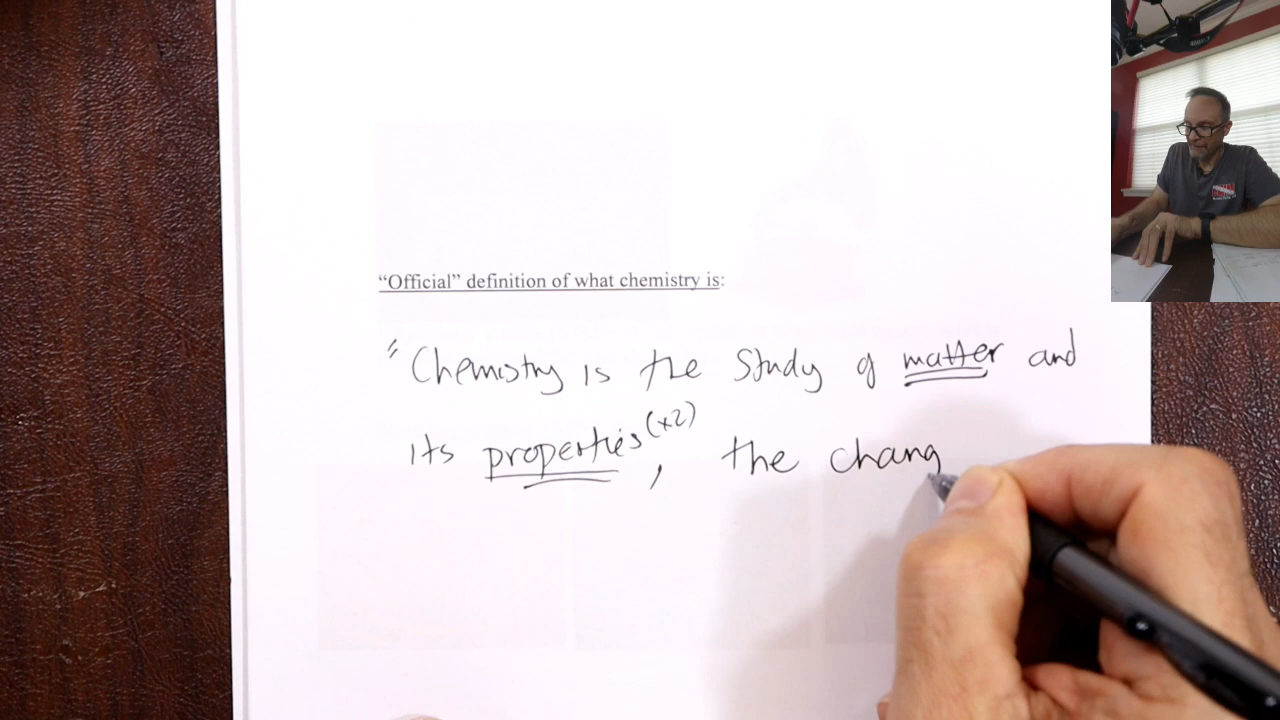 “Official” definition of what chemistry is:
“Chemistry is the study of matter and
its properties (x2), the chang